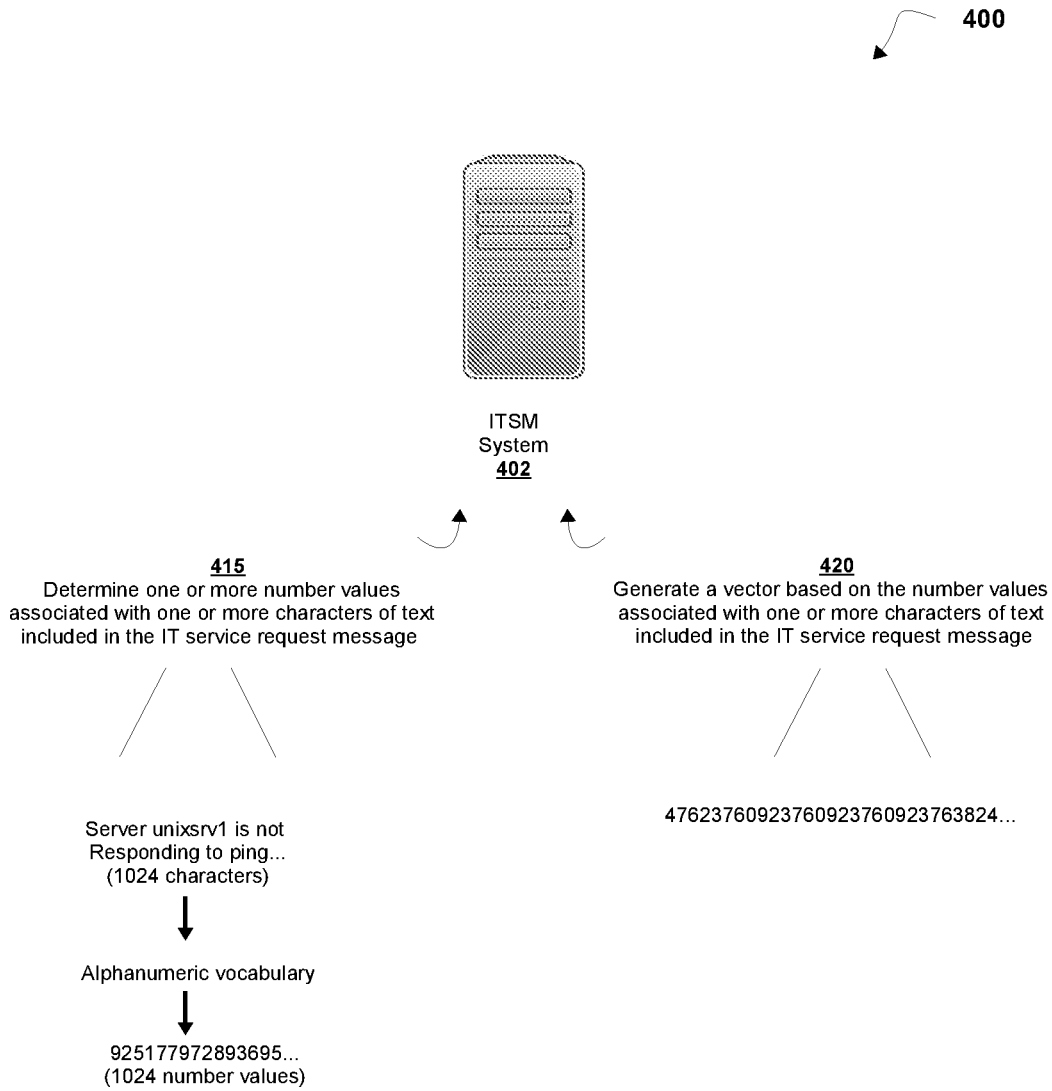 400
ITSM
System
402
415
Determine one or more number values
associated with one or more characters of text
included in the IT service request message
420
Generate a vector based on the number values
associated with one or more characters of text
included in the IT service request message
Server unixsrv1 is not
Responding to ping...
(1024 characters)
Alphanumeric vocabulary
925177972893695...
(1024 number values)
47623760923760923760923763824...